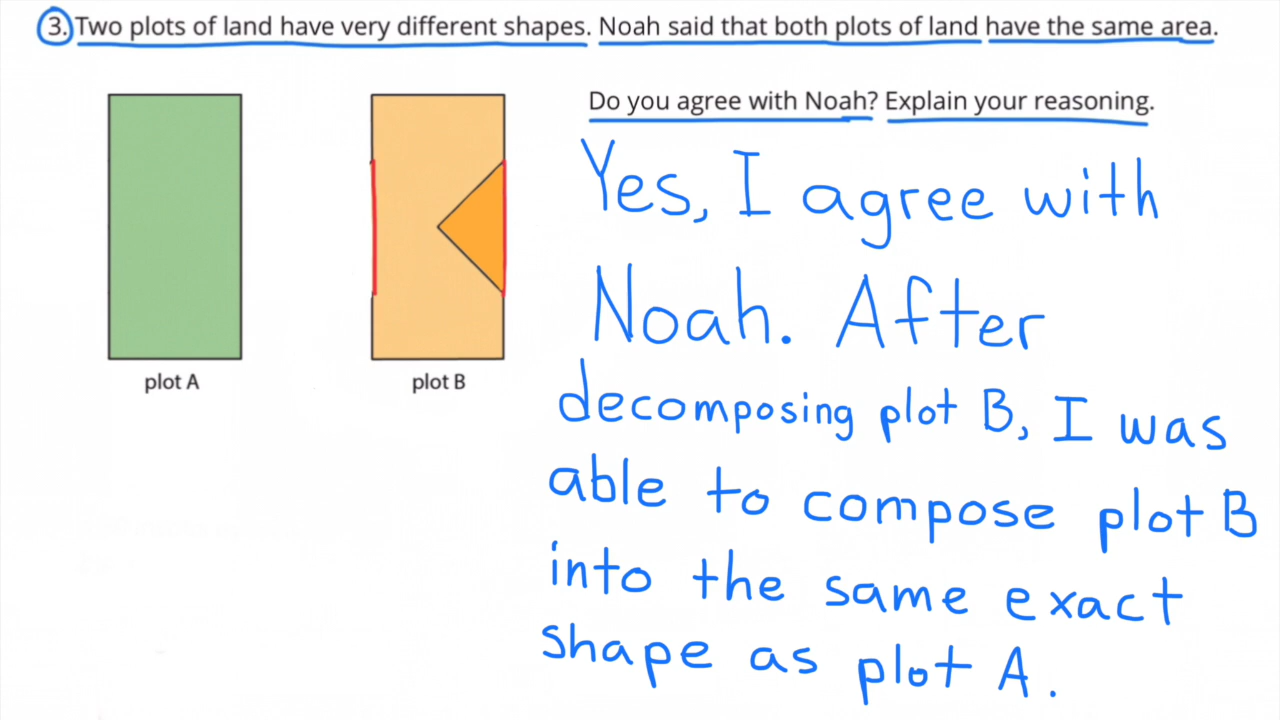 3. Two plots of land have very different shapes. Noah said that both plots of land have the same area.
Do you agree with Noah? Explain your reasoning.
Yes, I agree with
Noah. After
decomposing plot B, I was
able to compose plot B
into the same exact
shape as plot A.
plot A
plot B